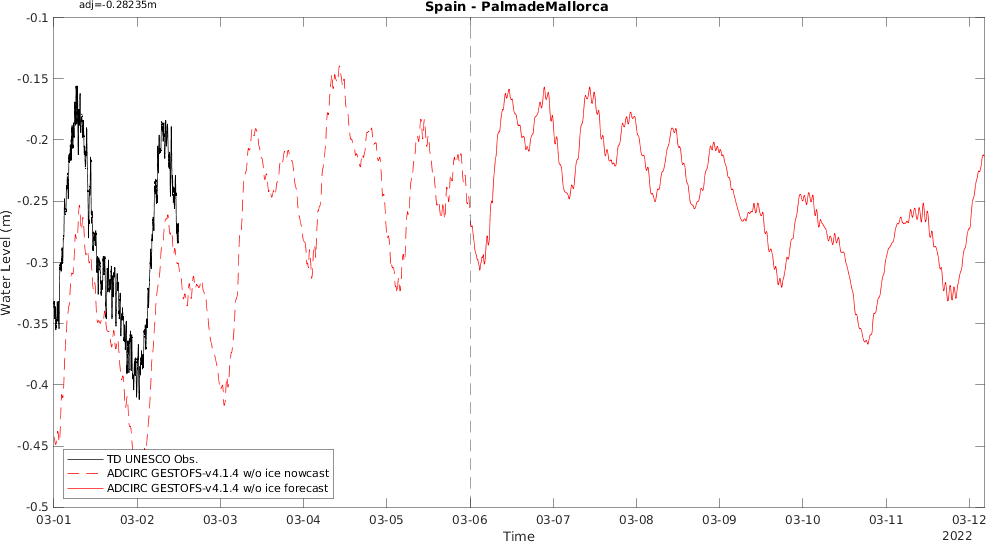 adj=-0.28235m
Spain - PalmadeMallorca
-0.1
-0.15
-0.2
-0.25
-0.3
-0.35
-0.4
-0.45
-0.5
Water Level (m)
TD UNESCO Obs.
ADCIRC GESTOFS-v4.1.4 w/o ice nowcast
ADCIRC GESTOFS-v4.1.4 w/o ice forecast
03-01 03-02 03-03 03-04 03-05 03-06 03-07 03-08 03-09 03-10 03-11 03-12
2022
Time